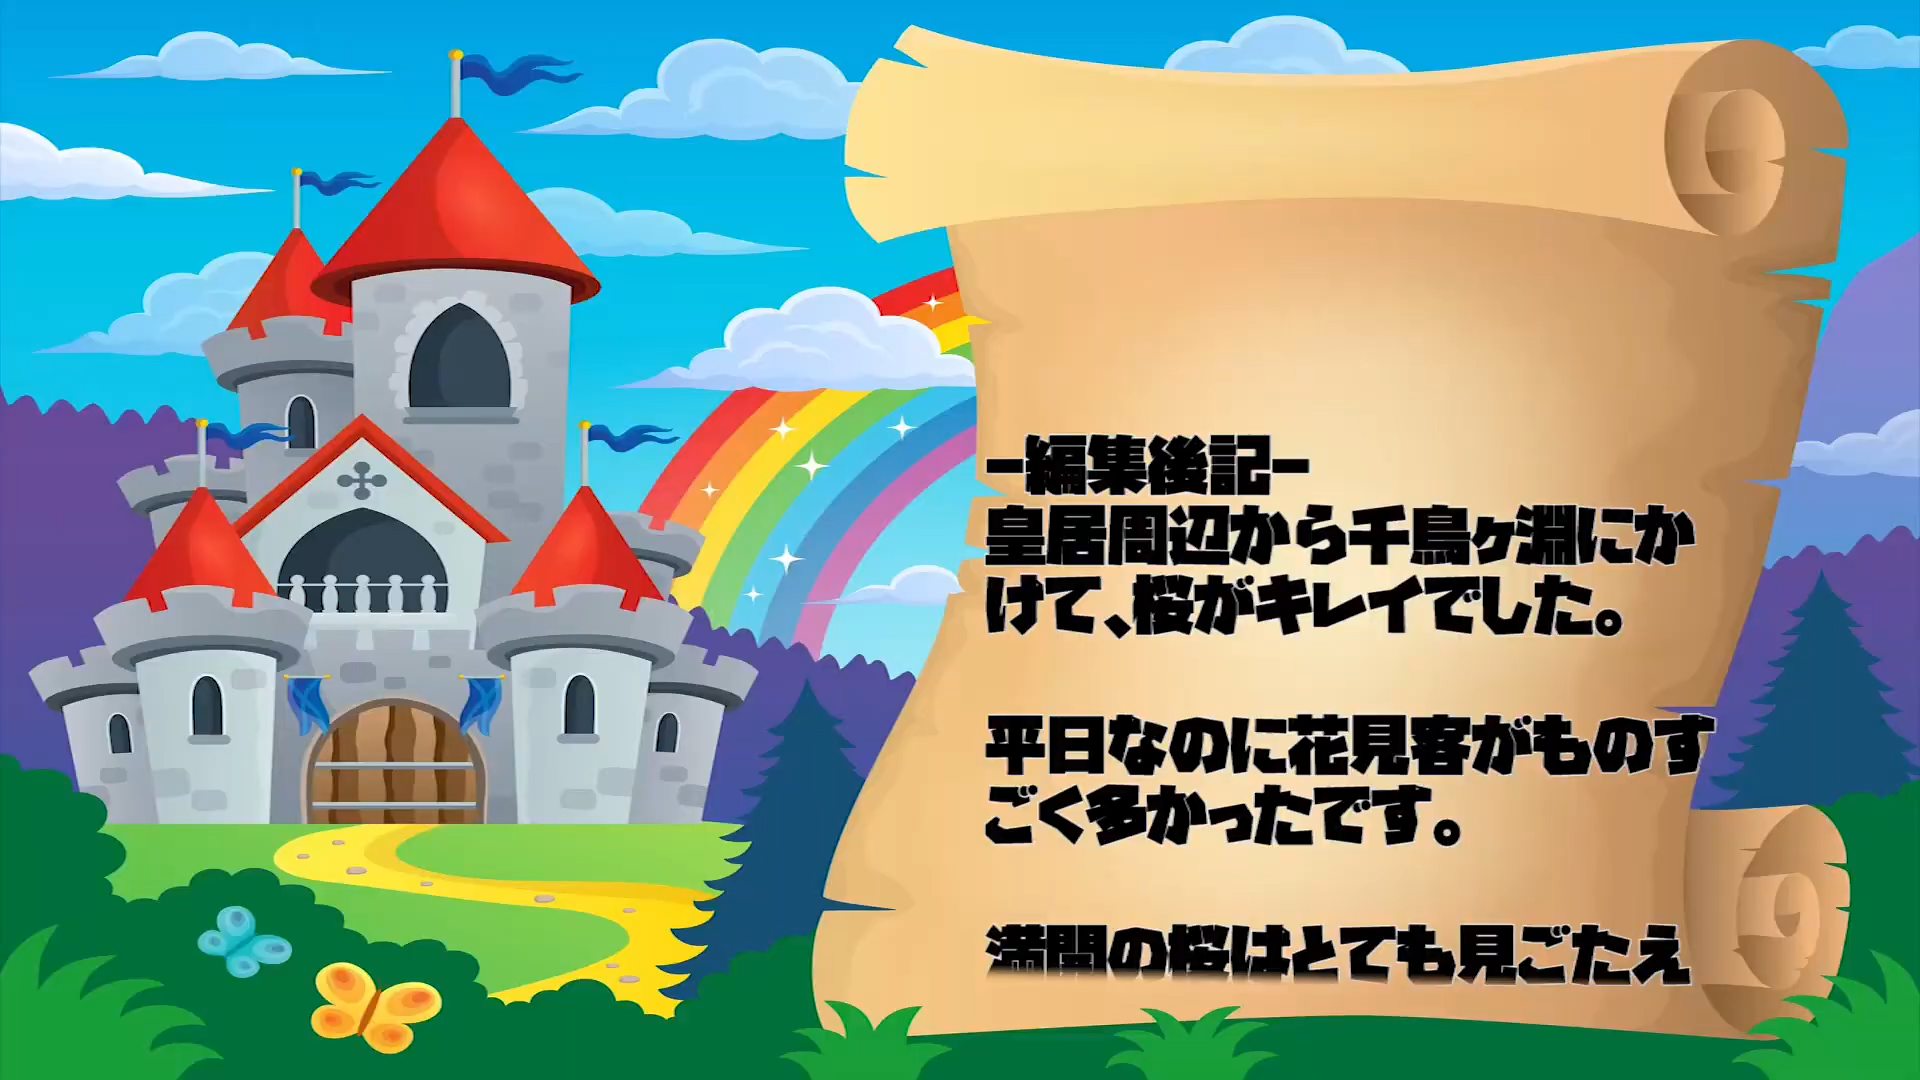 ー編集後記ー
皇居周辺から千鳥ヶ淵にか
けて、桜がキレイでした。
平日なのに花見客がものす
ごく多かったです。
満開の桜はとても見ごたえ